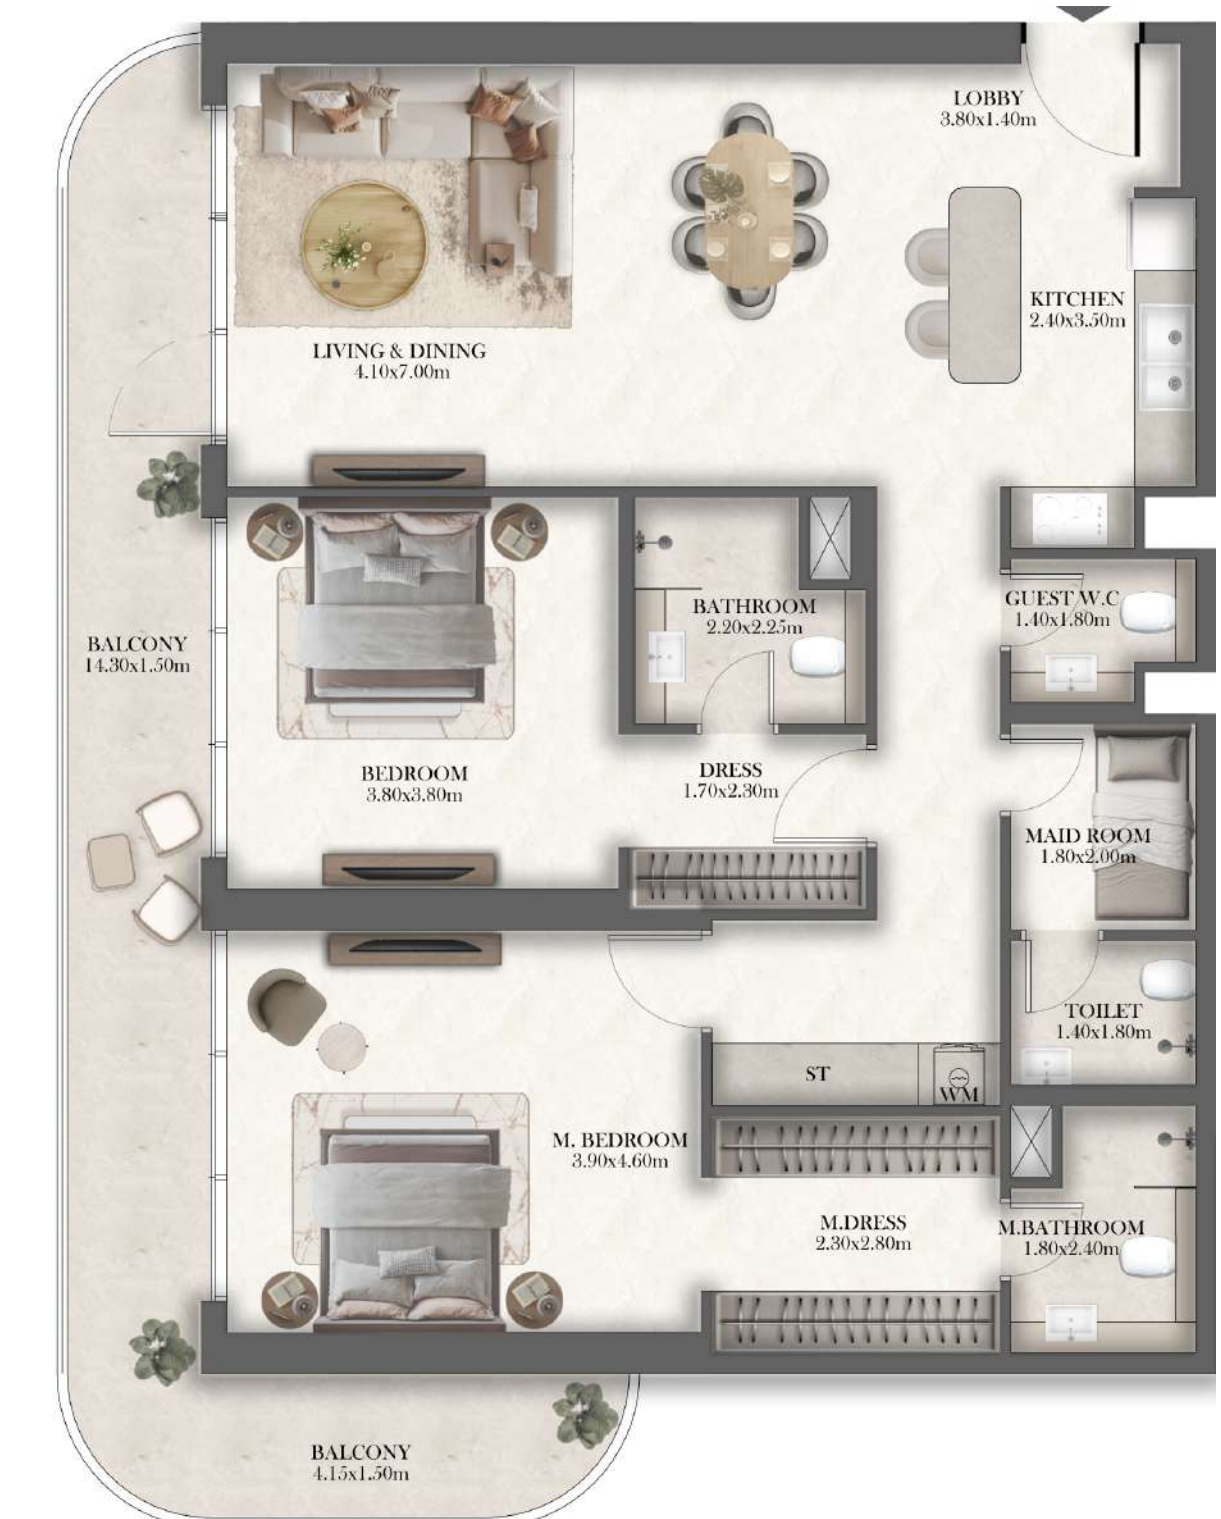 LOBBY
3.80x1.40m
KITCHEN
2.40x3.50m
LIVING & DINING
4.10x7.00m
GUEST W.C
1.40x1.80m
BATHROOM
2.20x2.25m
BALCONY
14.30x1.50m
BEDROOM
3.80x3.80m
DRESS
1.70x2.30m
MAID ROOM
1.80x2.00m
TOILET
1.40x1.80m
ST
WM
M. BEDROOM
3.90x4.60m
M.DRESS
2.30x2.80m
M.BATHROOM
1.80x2.40m
BALCONY
4.15x1.50m